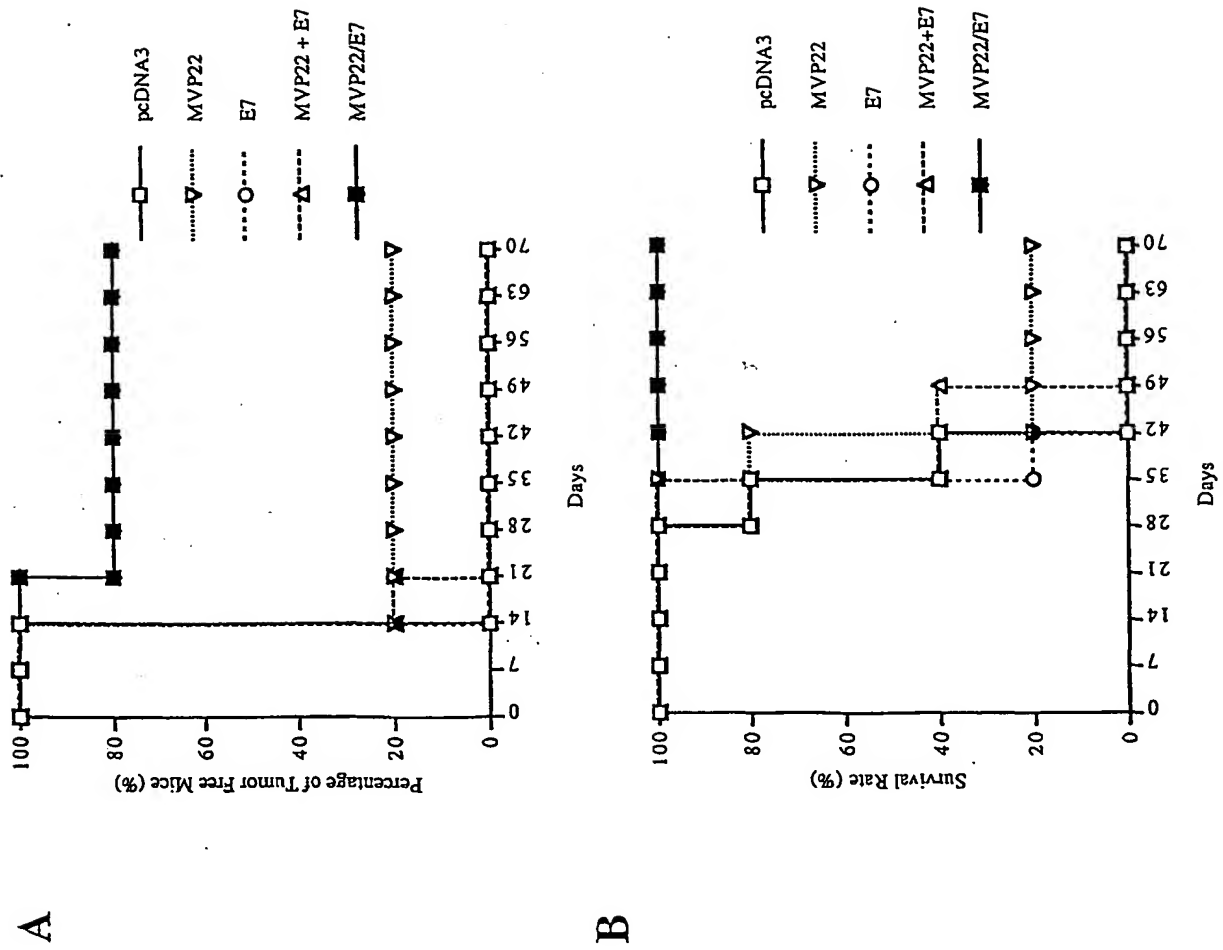 A
Percentage of Tumor Free Mice (%)
100
80
60
40
20
0
0
7
14
21
28
35
42
49
56
63
70
Days
pcDNA3
MVP22
E7
MVP22 + E7
MVP22/E7
B
Survival Rate (%)
100
80
60
40
20
0
0
7
14
21
28
35
42
49
56
63
70
Days
pcDNA3
MVP22
E7
MVP22+E7
MVP22/E7